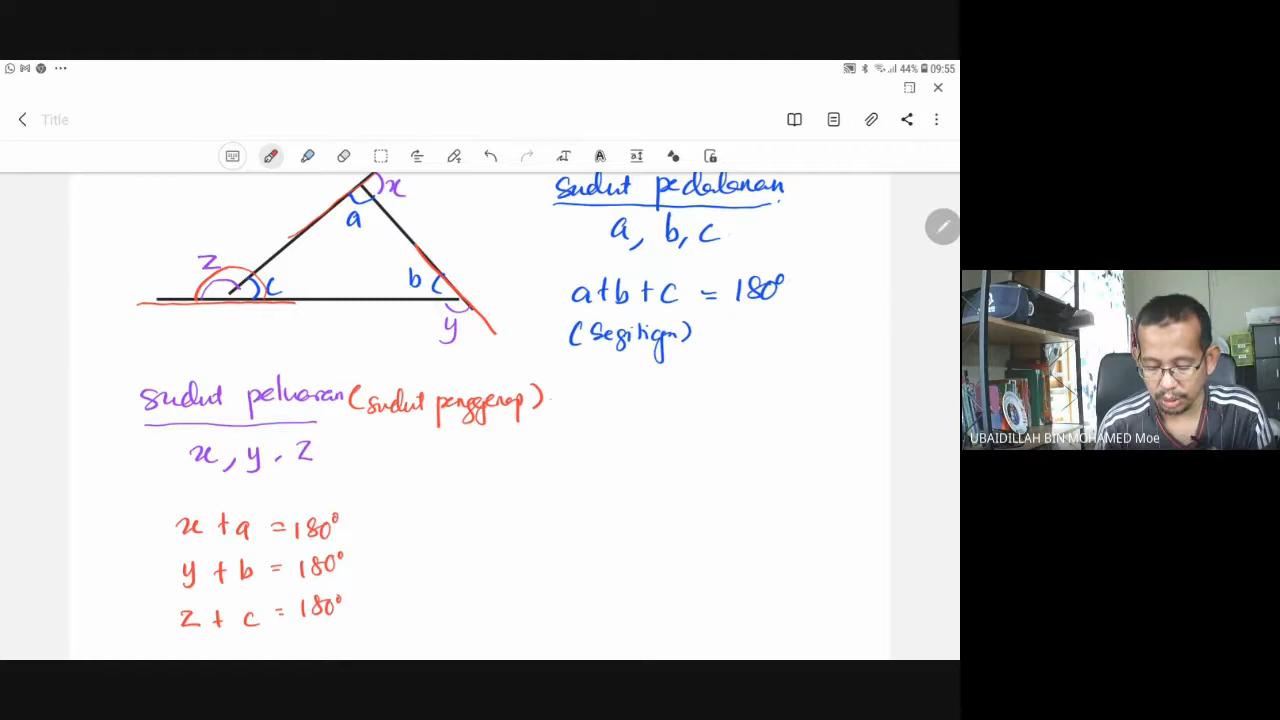 44% 09:55
Title
x
a
z
c
b
y
sudut pedalaman
a, b, c
a+b+c = 180°
(segitiga)
sudut peluaran (sudut penggenap)
x, y, z
x + a = 180°
y + b = 180°
z + c = 180°
UBAIDILLAH BIN MOHAMED Moe